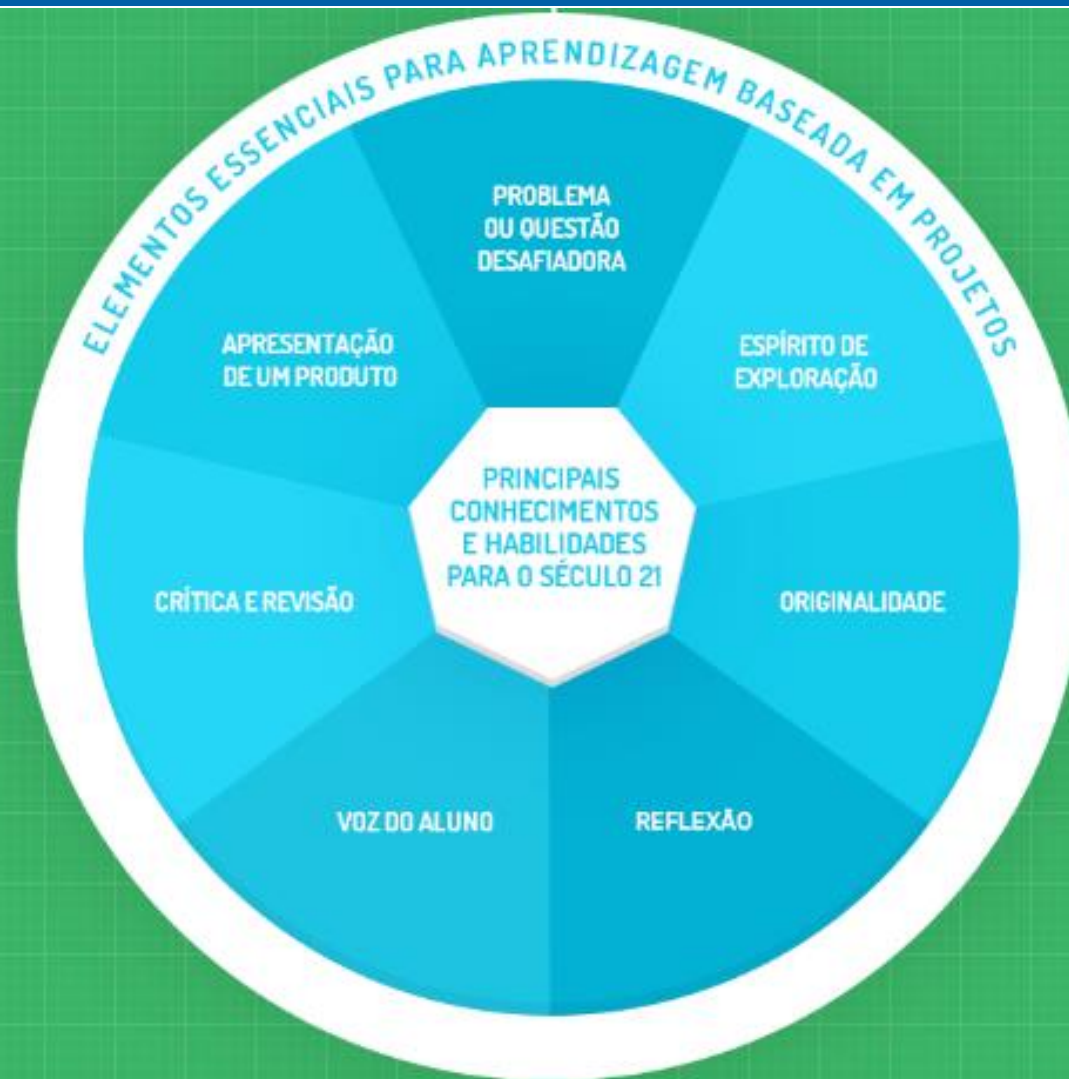 ELEMENTOS ESSENCIAIS PARA APRENDIZAGEM BASEADA EM PROJETOS
PROBLEMA
OU QUESTÃO
DESAFIADORA
ESPÍRITO DE
EXPLORAÇÃO
ORIGINALIDADE
REFLEXÃO
VOZ DO ALUNO
CRÍTICA E REVISÃO
APRESENTAÇÃO
DE UM PRODUTO
PRINCIPAIS
CONHECIMENTOS
E HABILIDADES
PARA O SÉCULO 21